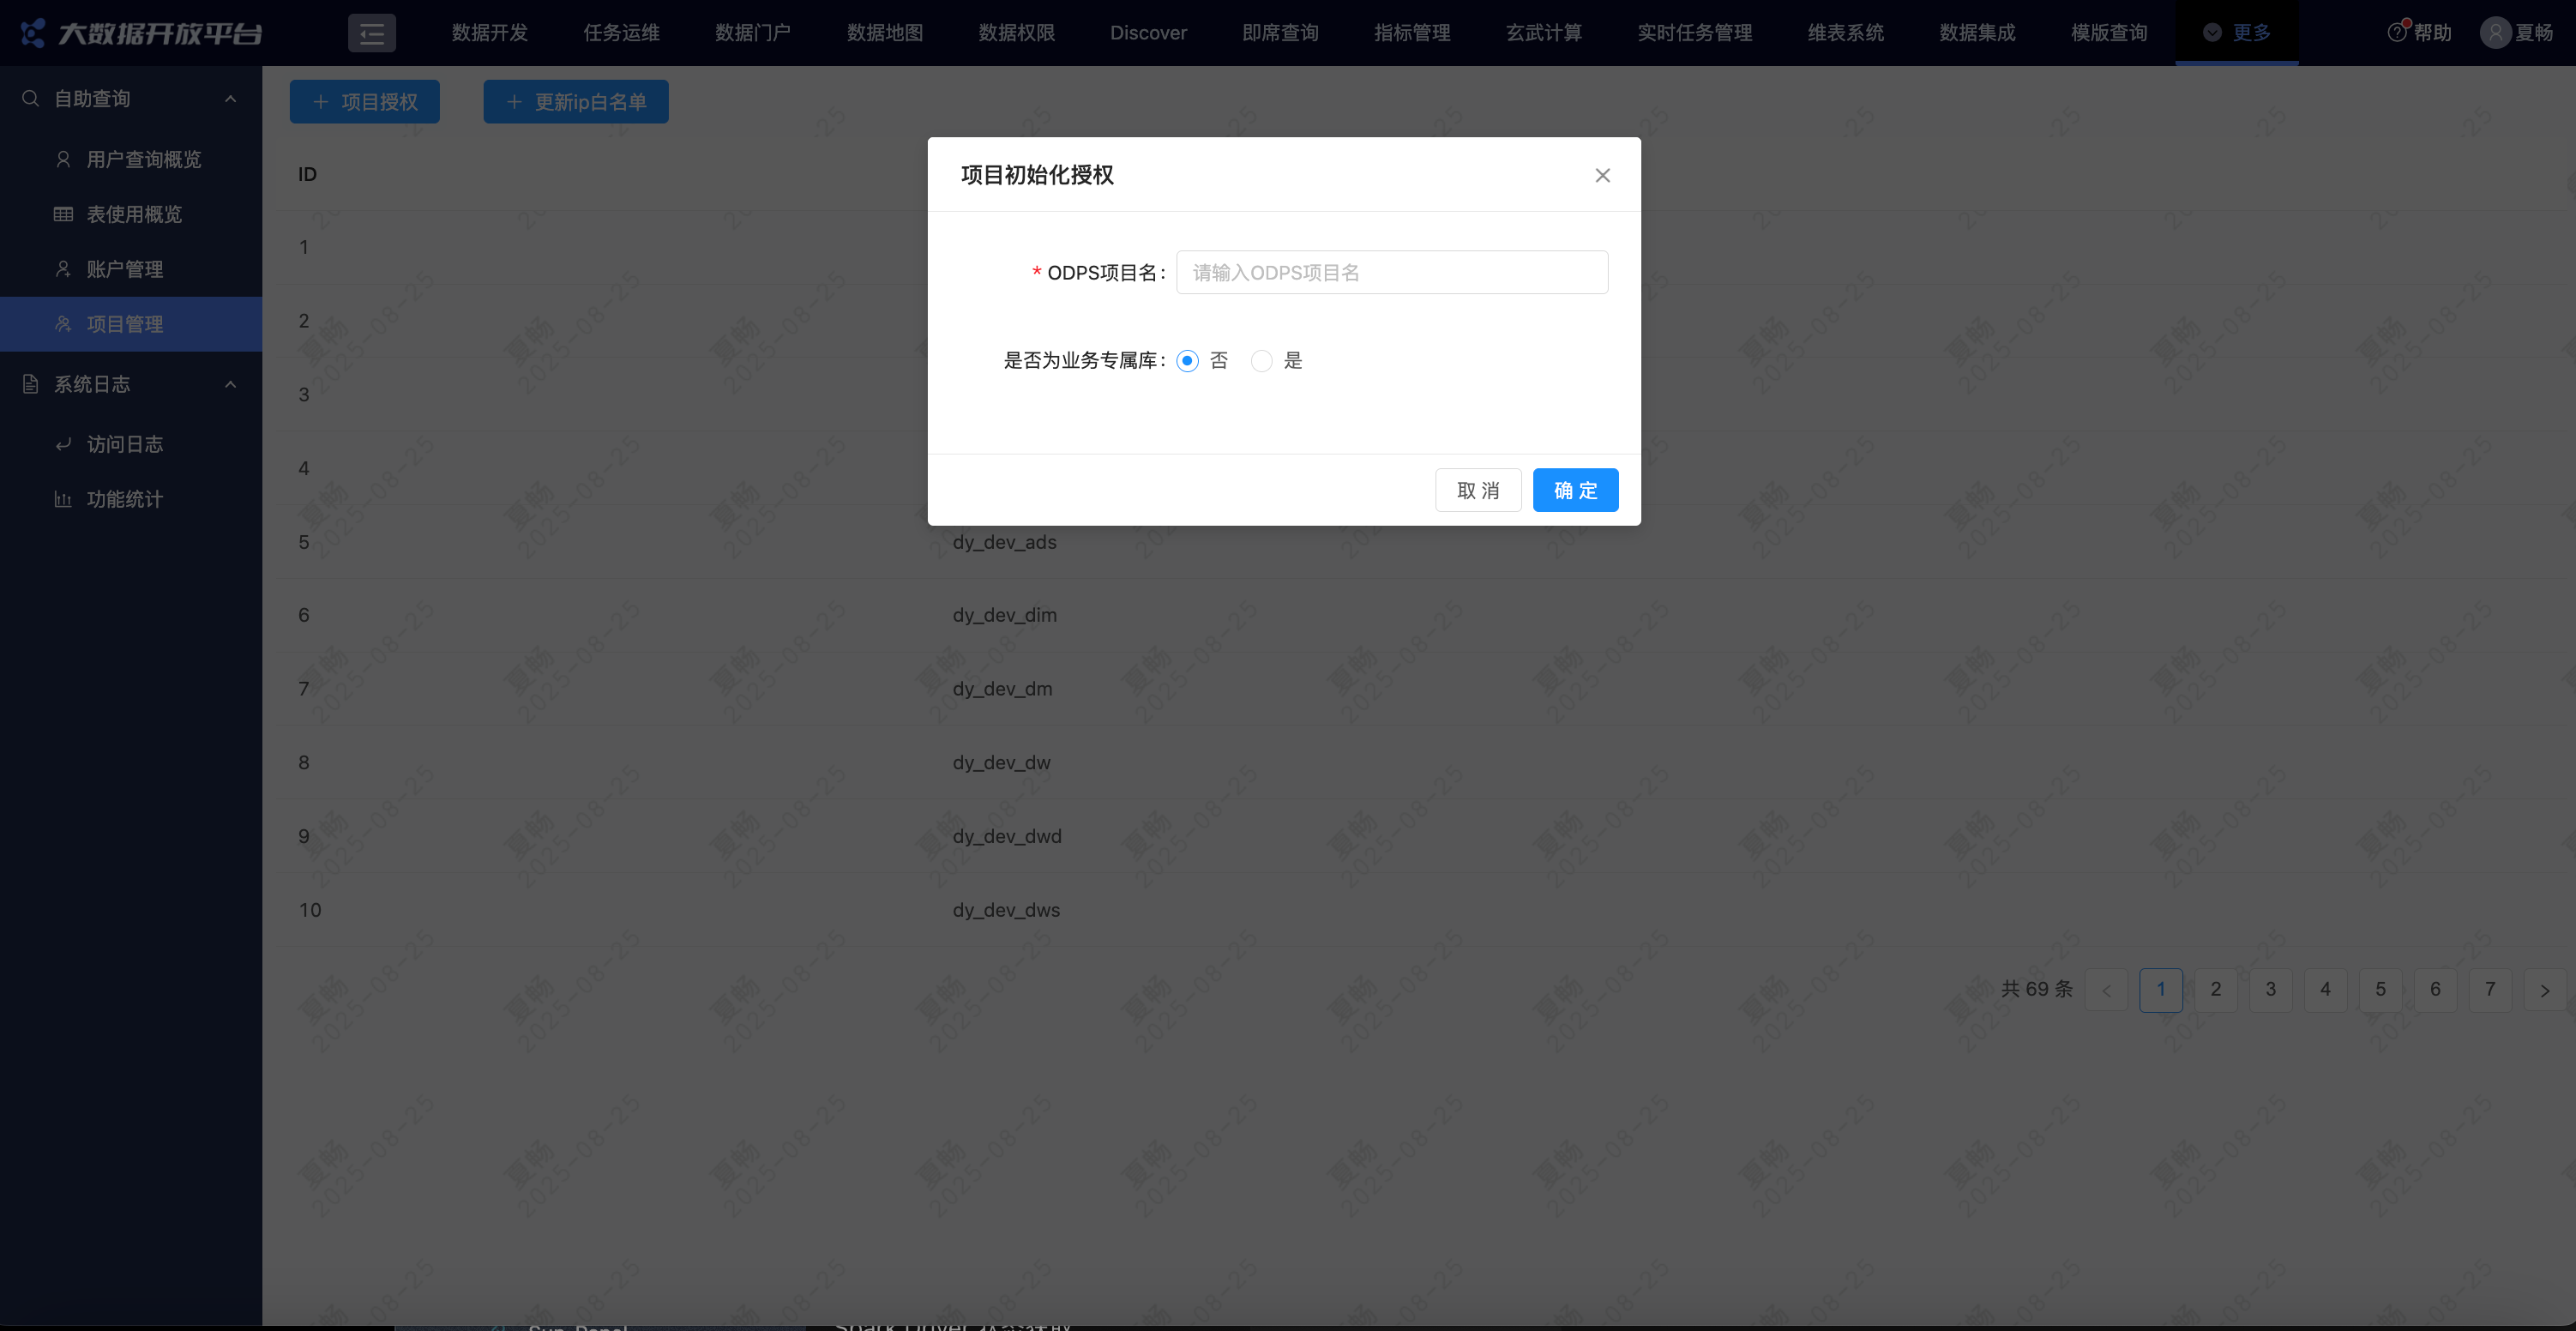 大数据开放平台
数据开发 任务运维 数据门户 数据地图 数据权限 Discover 即席查询 指标管理 玄武计算 实时任务管理 维表系统 数据集成 模版查询 更多 帮助 夏畅
自助查询
用户查询概览
表使用概览
账户管理
项目管理
系统日志
访问日志
功能统计
+ 项目授权 + 更新ip白名单
项目初始化授权
* ODPS项目名: 请输入ODPS项目名
是否为业务专属库: 否 是
取 消 确 定
ID
1
2
3
4
5 dy_dev_ads
6 dy_dev_dim
7 dy_dev_dm
8 dy_dev_dw
9 dy_dev_dwd
10 dy_dev_dws
共 69 条 < 1 2 3 4 5 6 7 >
夏畅
2025-08-25